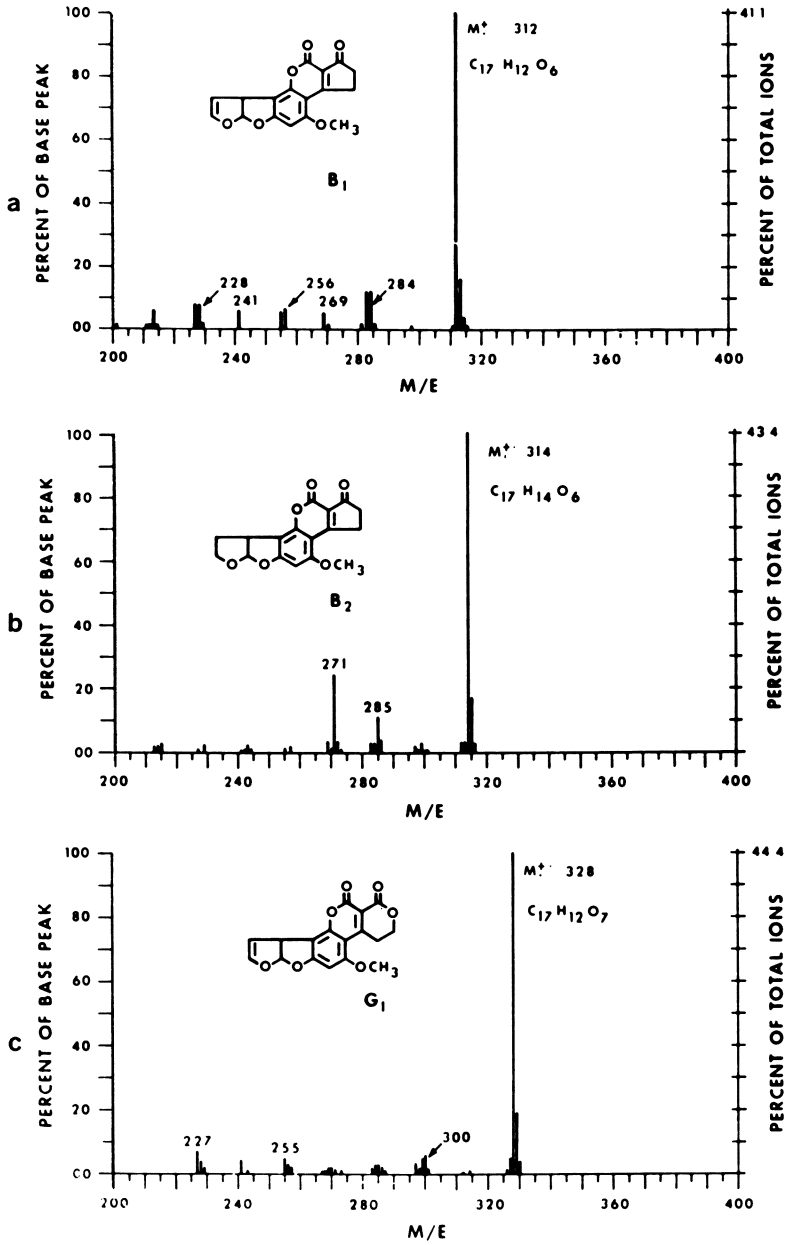 a
PERCENT OF BASE PEAK
100
80
60
40
20
00
O O
O
O O OCH3
B1
M+. 312
C17 H12 O6
411
PERCENT OF TOTAL IONS
228
241
256
269
284
200 240 280 320 360 400
M/E
b
PERCENT OF BASE PEAK
100
80
60
40
20
00
O O
O
O O OCH3
B2
M+. 314
C17 H14 O6
43 4
PERCENT OF TOTAL IONS
271
285
200 240 280 320 360 400
M/E
c
PERCENT OF BASE PEAK
100
80
60
40
20
C0
O O
O O
O O OCH3
G1
M+. 328
C17 H12 O7
44 4
PERCENT OF TOTAL IONS
227
255
300
200 240 280 320 360 400
M/E